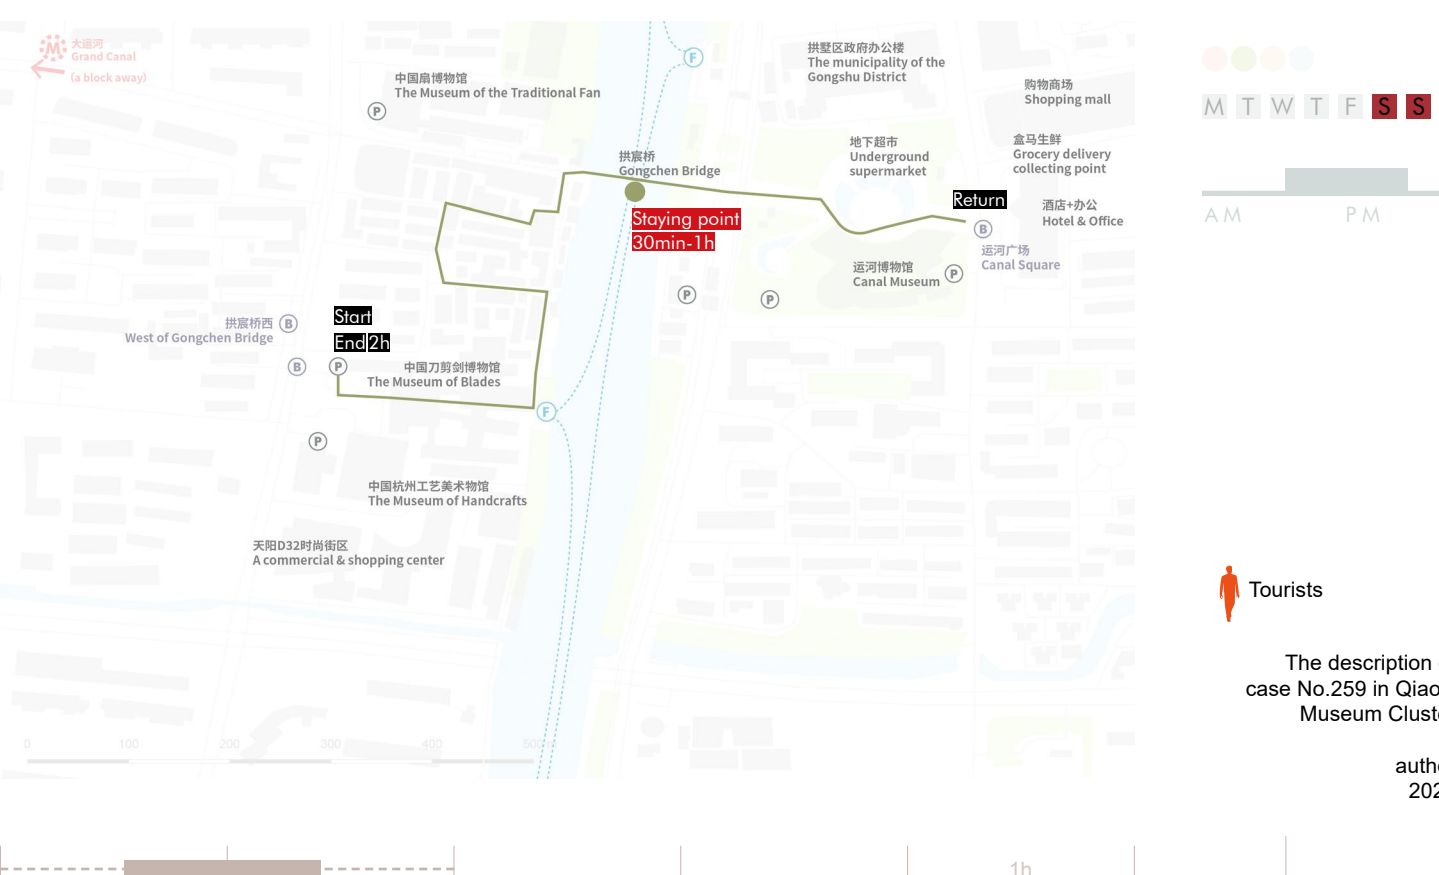 大运河
Grand Canal
(a block away)
M
中国扇博物馆
The Museum of the Traditional Fan
P
F
拱墅区政府办公楼
The municipality of the
Gongshu District
购物商场
Shopping mall
M T W T F S S
拱宸桥
Gongchen Bridge
地下超市
Underground
supermarket
盒马生鲜
Grocery delivery
collecting point
Staying point
30min-1h
Return
酒店+办公
Hotel & Office
AM PM
B
运河广场
Canal Square
运河博物馆
Canal Museum
P
P
P
Start
End 2h
拱宸桥西
West of Gongchen Bridge
B
B
P
中国刀剪剑博物馆
The Museum of Blades
F
P
中国杭州工艺美术物馆
The Museum of Handcrafts
天阳D32时尚街区
A commercial & shopping center
Tourists
The description
case No.259 in Qiao
Museum Cluste
autho
202
0 100 200 300 400 500
1h